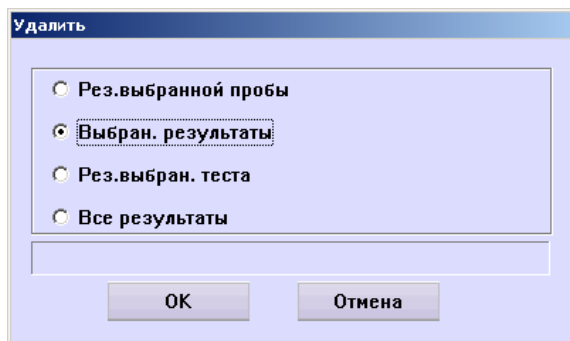 Удалить
Рез.выбранной пробы
Выбран. результаты
Рез.выбран. теста
Все результаты
OK
Отмена